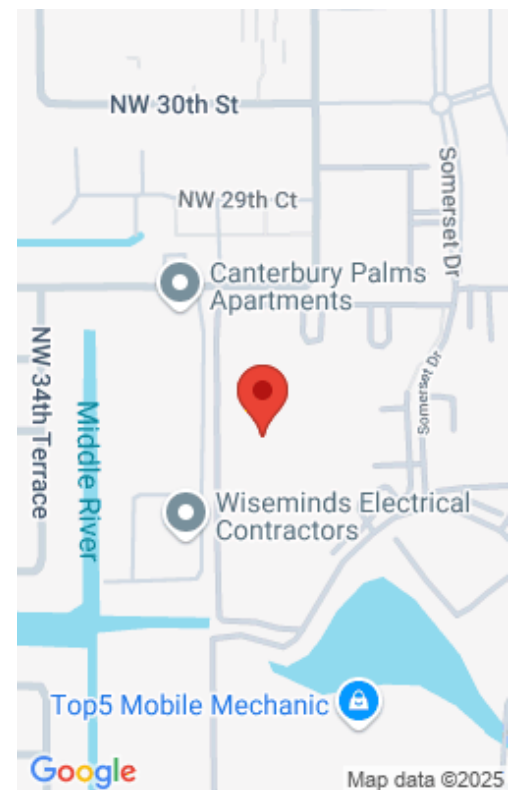 NW 30th St
Somerset Dr
NW 29th Ct
Canterbury Palms
Apartments
NW 34th Terrace
Somerset Dr
Middle River
Wiseminds Electrical
Contractors
Top5 Mobile Mechanic
Google
Map data ©2025